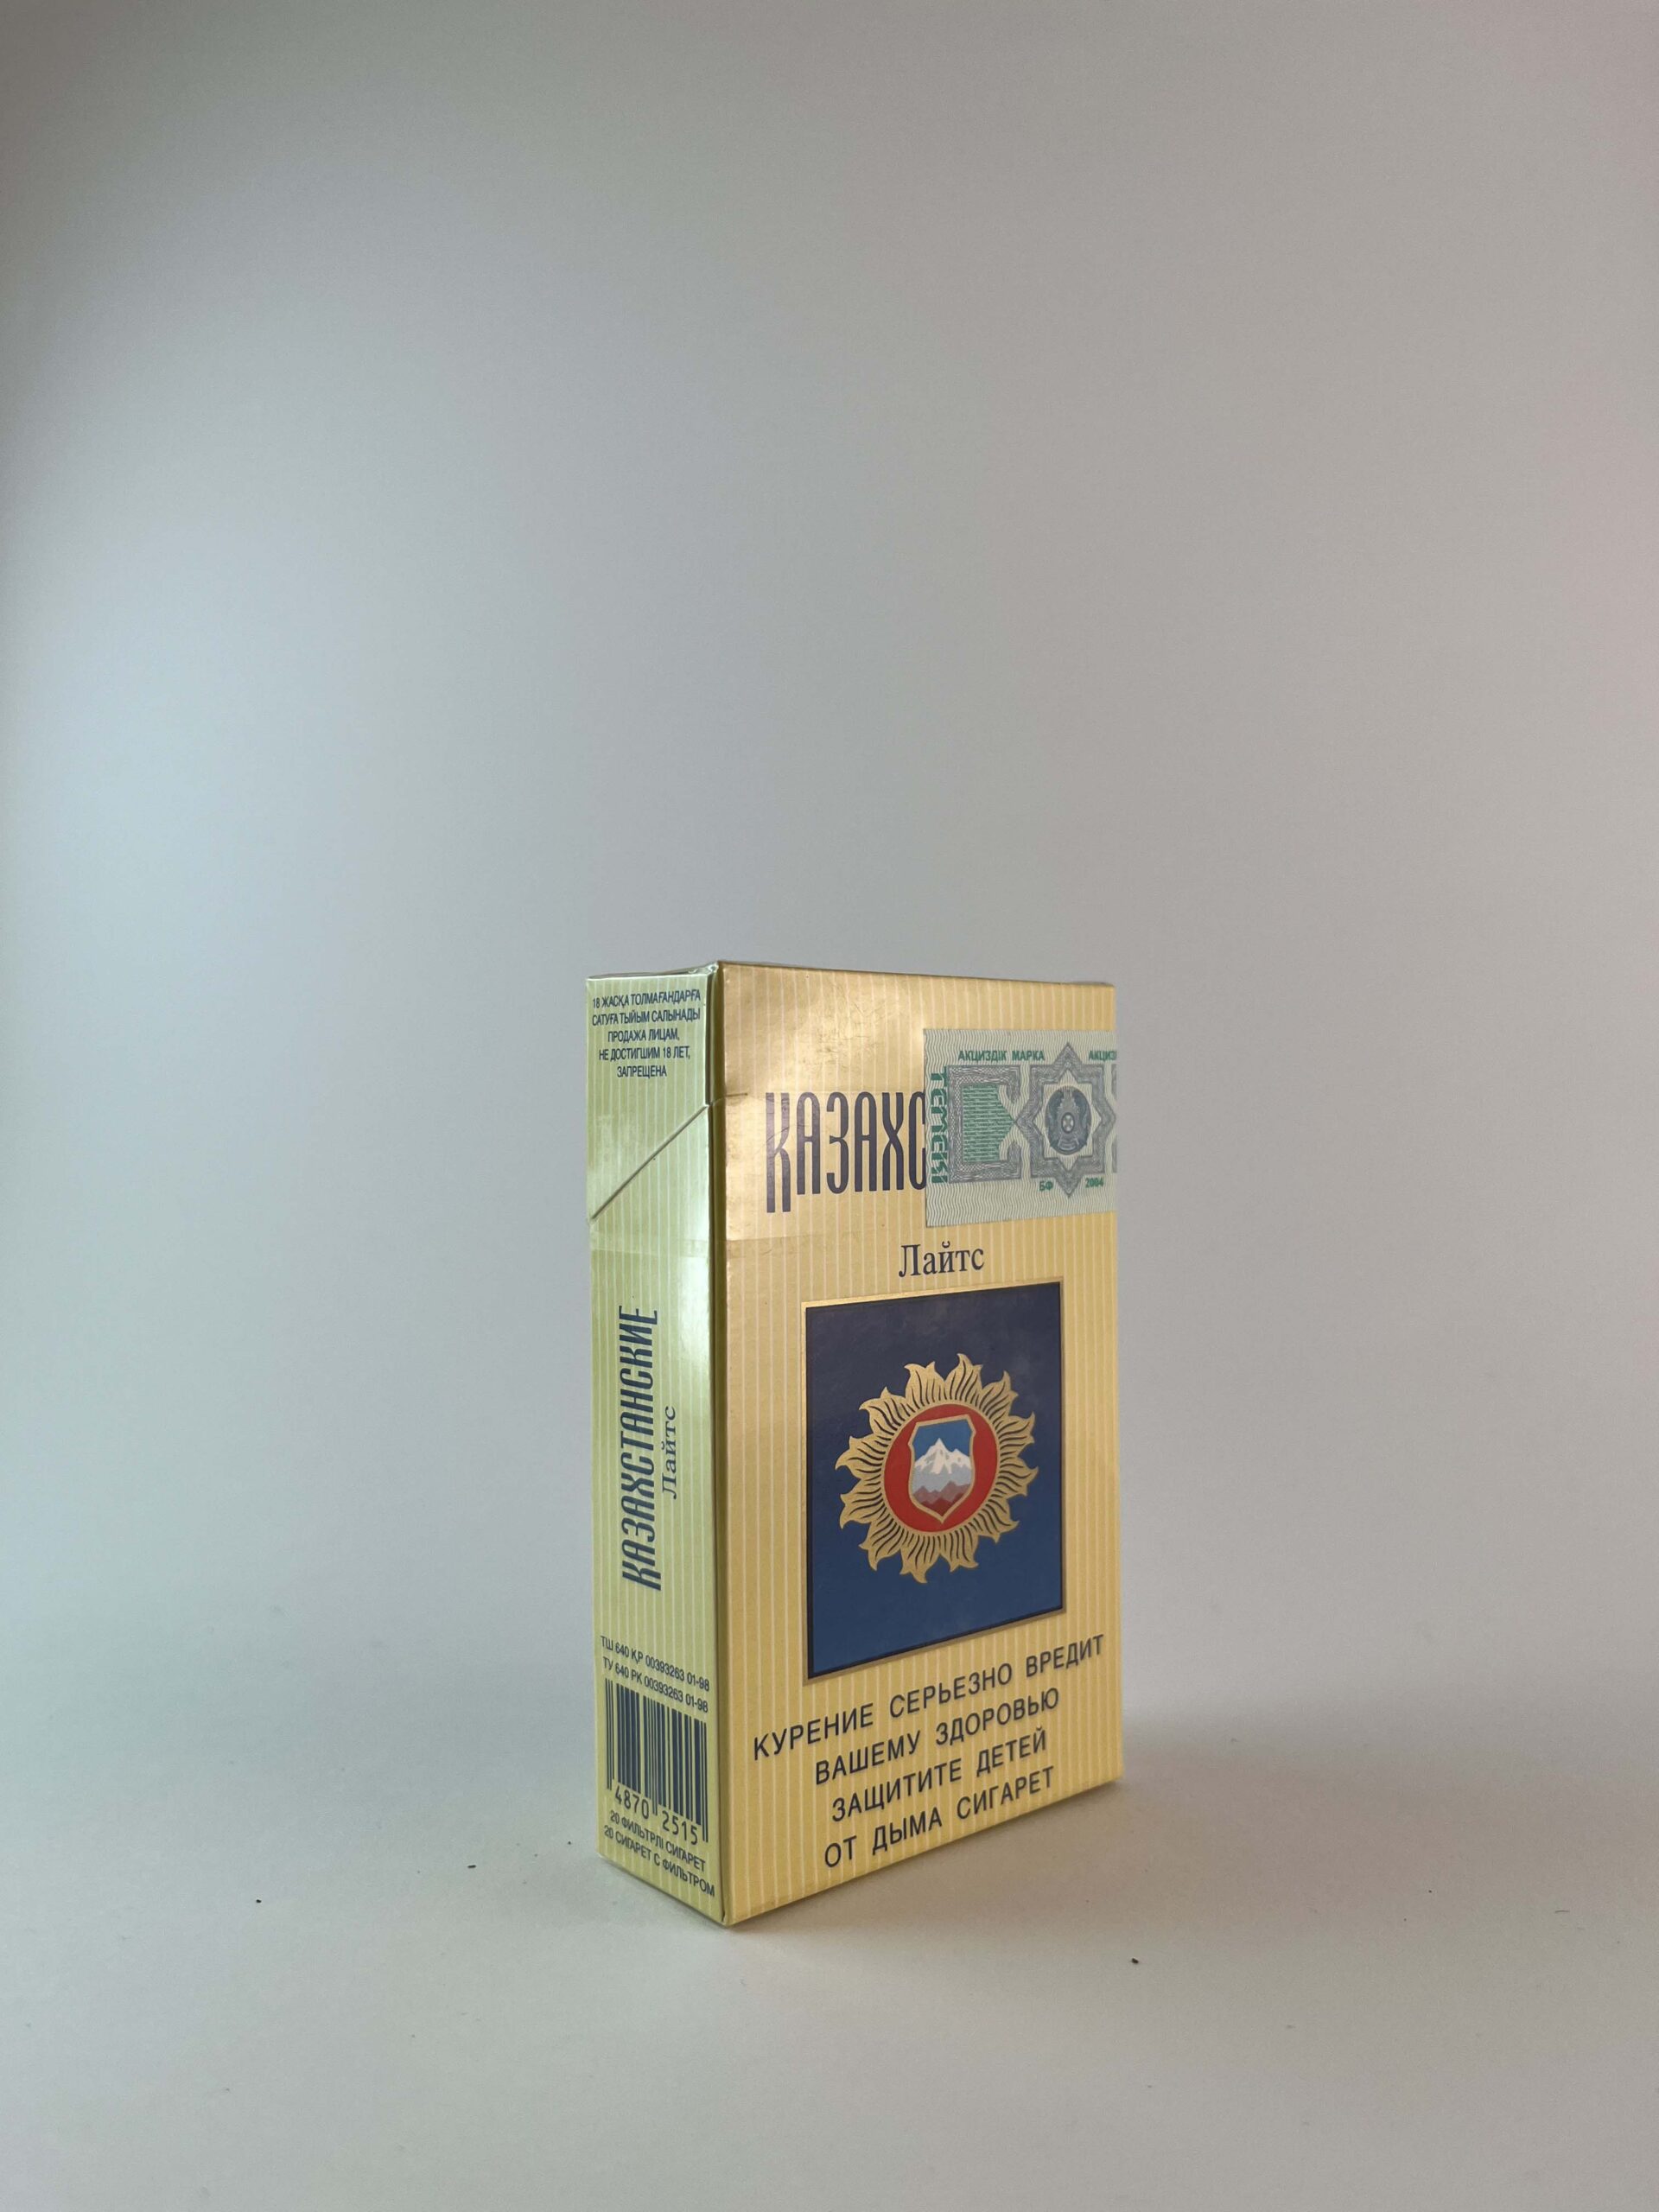 18 ЖАСҚА ТОЛМАҒАНДАРҒА
САТУҒА ТЫЙЫМ САЛЫНАДЫ
ПРОДАЖА ЛИЦАМ,
НЕ ДОСТИГШИМ 18 ЛЕТ,
ЗАПРЕЩЕНА
КАЗАХСТАНСКИЕ
Лайтс
ТШ 640 ҚР 00393263 01-98
ТУ 640 РК 00393263 01-98
4870 2515
20 ФИЛЬТРЛІ СИГАРЕТ
20 СИГАРЕТ С ФИЛЬТРОМ
АКЦИЗДІК МАРКА
ТЕМЕКІ
БФ 2004
КАЗАХС
Лайтс
КУРЕНИЕ СЕРЬЕЗНО ВРЕДИТ
ВАШЕМУ ЗДОРОВЬЮ
ЗАЩИТИТЕ ДЕТЕЙ
ОТ ДЫМА СИГАРЕТ